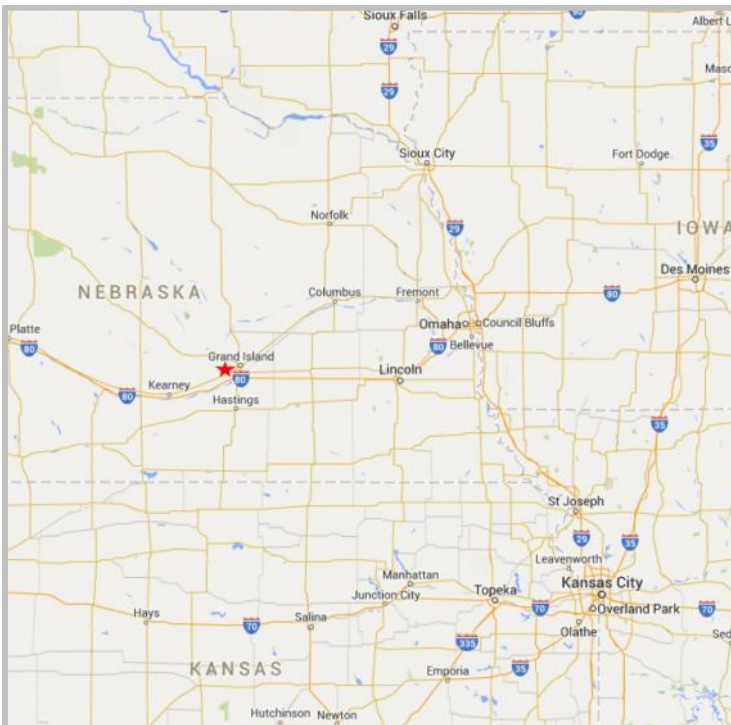 Sioux Falls
Albert L
29
Maso
29
Sioux City
Fort Dodge
35
Norfolk
29
IOWA
Des Moines
NEBRASKA
Columbus
Fremont
80
Omaha
Council Bluffs
Platte
80
Grand Island
80
Bellevue
80
Kearney
Lincoln
80
Hastings
35
St Joseph
29
35
Leavenworth
Manhattan
Kansas City
Junction City
Topeka
Hays
70
Salina
70
Overland Park
70
Olathe
Sed
335
35
KANSAS
Emporia
Hutchinson
Newton